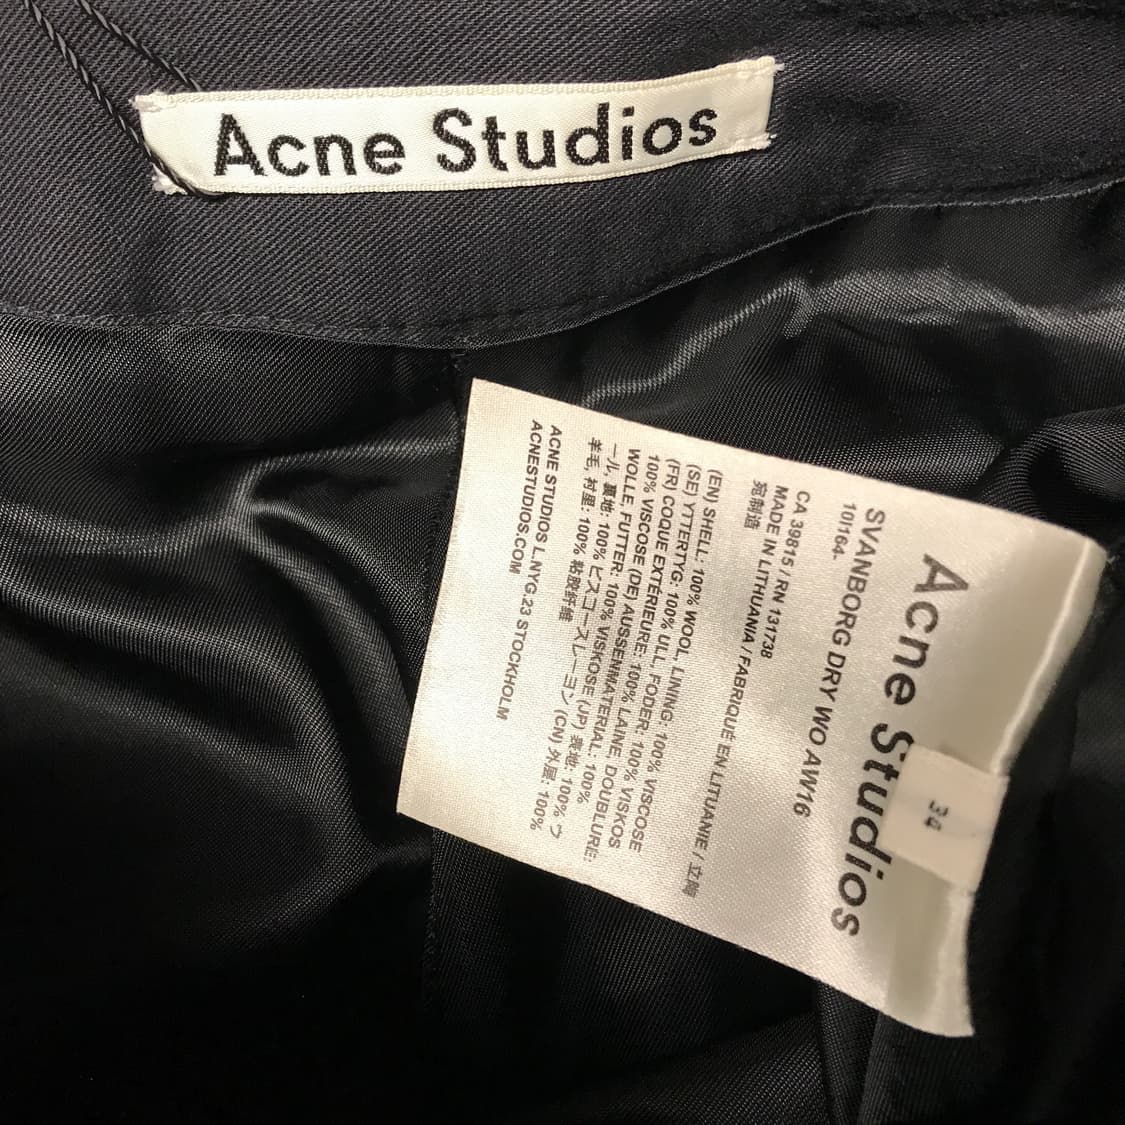 Acne Studios
Acne Studios
34
SVANBORG DRY WO AW16
10I164-
CA 39815 / RN 131738
MADE IN LITHUANIA / FABRIQUÉ EN LITUANIE / 立陶
宛制造
(EN) SHELL: 100% WOOL, LINING: 100% VISCOSE
(SE) YTTERTYG: 100% ULL, FODER: 100% VISKOS
(FR) COQUE EXTÉRIEURE: 100% LAINE, DOUBLURE:
100% VISCOSE (DE) AUSSENMATERIAL: 100%
WOLLE, FUTTER: 100% VISKOSE (JP) 表地: 100% ウ
ール, 裏地: 100% ビスコースレーヨン (CN) 外层: 100%
羊毛, 衬里: 100% 粘胶纤维
ACNE STUDIOS L.NYG.23 STOCKHOLM
ACNESTUDIOS.COM